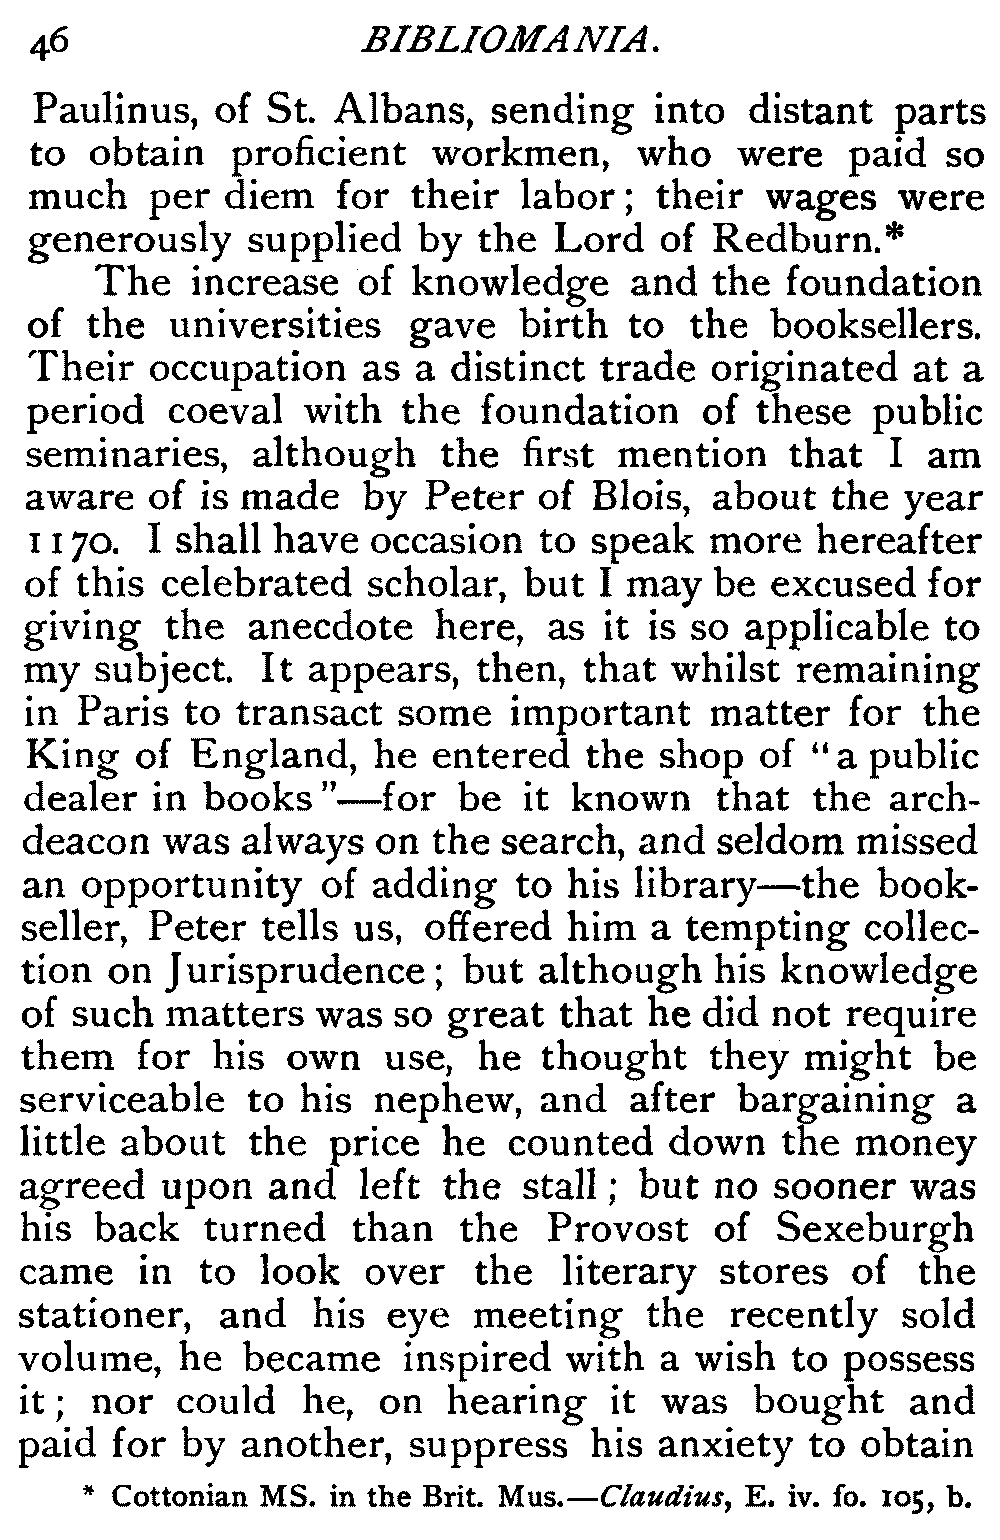 46 BIBLIOMANIA.
Paulinus, of St. Albans, sending into distant parts
to obtain proficient workmen, who were paid so
much per diem for their labor; their wages were
generously supplied by the Lord of Redburn.*
The increase of knowledge and the foundation
of the universities gave birth to the booksellers.
Their occupation as a distinct trade originated at a
period coeval with the foundation of these public
seminaries, although the first mention that I am
aware of is made by Peter of Blois, about the year
1170. I shall have occasion to speak more hereafter
of this celebrated scholar, but I may be excused for
giving the anecdote here, as it is so applicable to
my subject. It appears, then, that whilst remaining
in Paris to transact some important matter for the
King of England, he entered the shop of "a public
dealer in books"—for be it known that the arch-
deacon was always on the search, and seldom missed
an opportunity of adding to his library—the book-
seller, Peter tells us, offered him a tempting collec-
tion on Jurisprudence; but although his knowledge
of such matters was so great that he did not require
them for his own use, he thought they might be
serviceable to his nephew, and after bargaining a
little about the price he counted down the money
agreed upon and left the stall; but no sooner was
his back turned than the Provost of Sexeburgh
came in to look over the literary stores of the
stationer, and his eye meeting the recently sold
volume, he became inspired with a wish to possess
it; nor could he, on hearing it was bought and
paid for by another, suppress his anxiety to obtain
* Cottonian MS. in the Brit. Mus.—Claudius, E. iv. fo. 105, b.